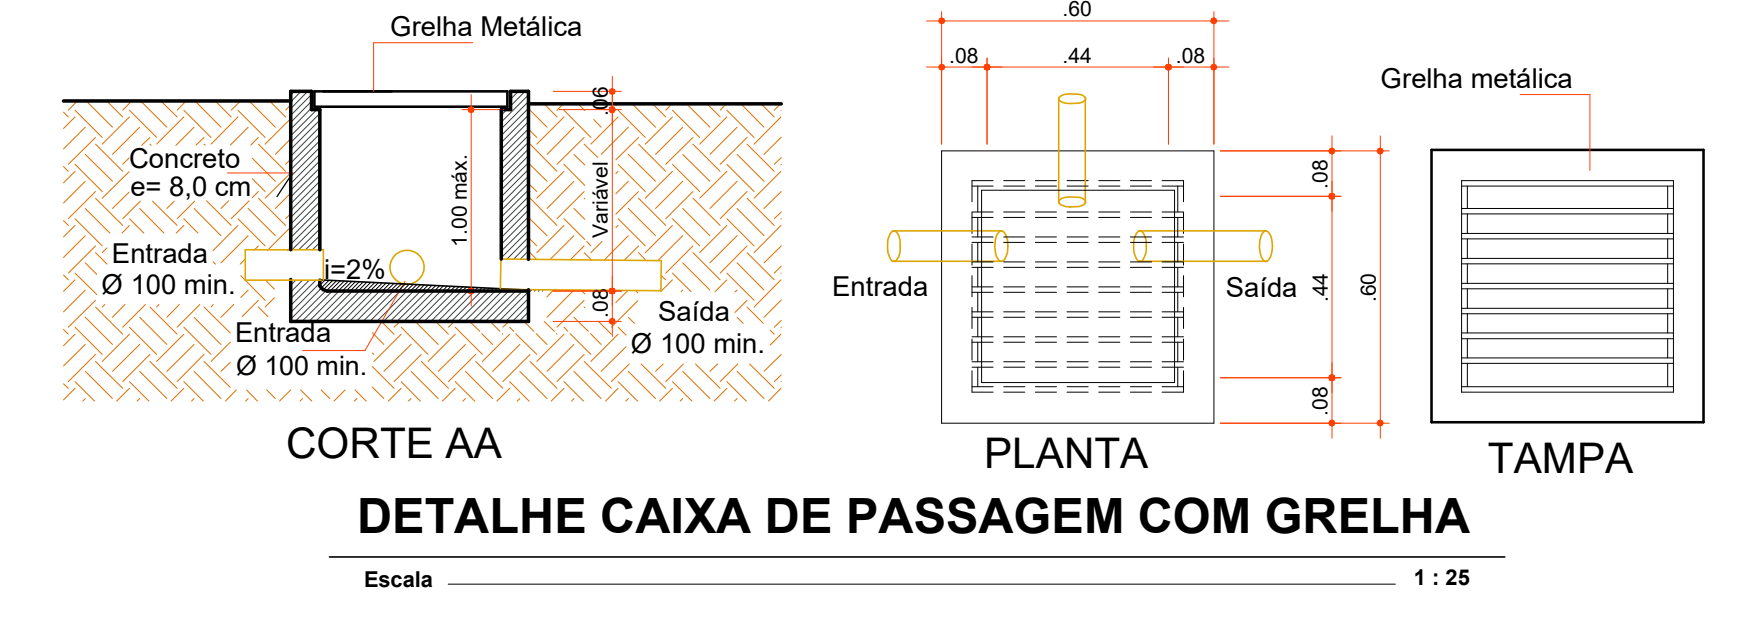 Grelha Metálica
Concreto
e= 8,0 cm
Entrada
Ø 100 min.
i=2%
Entrada
Ø 100 min.
1.00 máx.
.06
Variável
.08
Saída
Ø 100 min.
CORTE AA
.60
.08
.44
.08
Entrada
Saída
.08
.44
.08
.60
PLANTA
Grelha metálica
TAMPA
DETALHE CAIXA DE PASSAGEM COM GRELHA
Escala
1 : 25